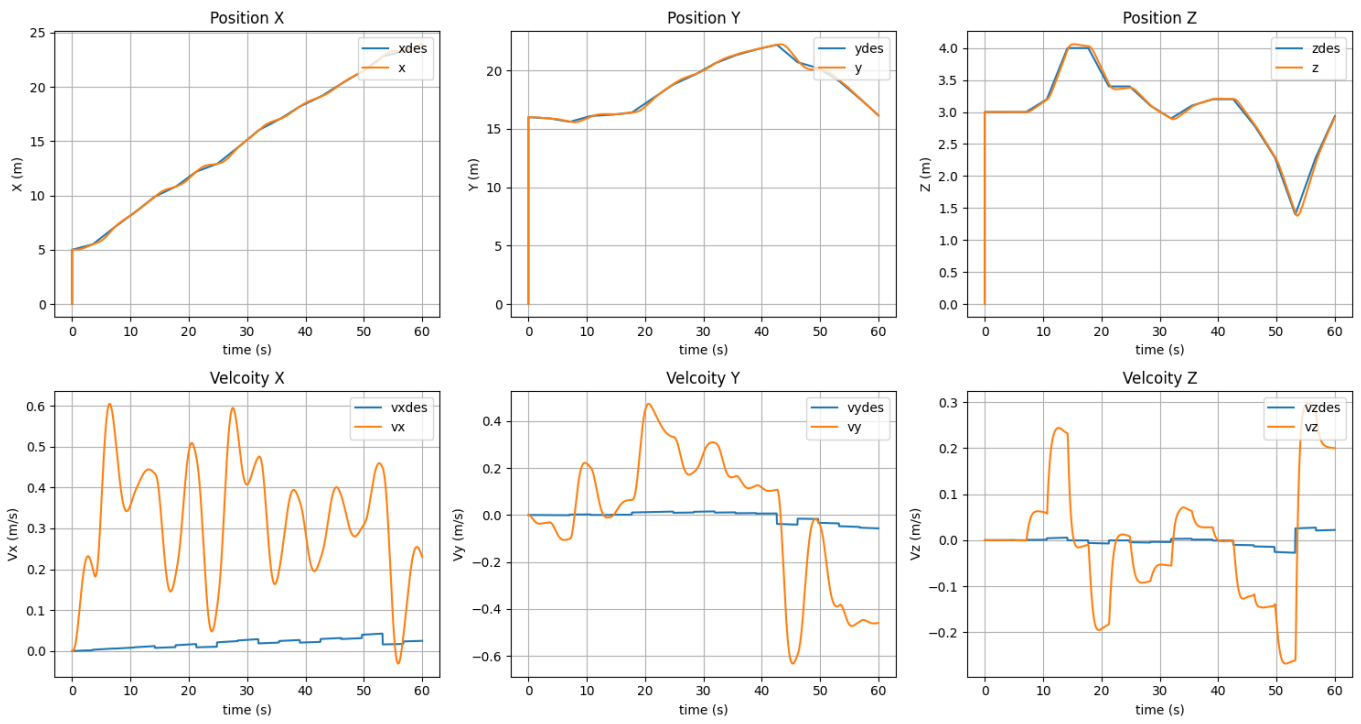 Position X
Position Y
Position Z
25
20
15
10
5
0
X (m)
xdes
x
0 10 20 30 40 50 60
time (s)
20
15
10
5
0
Y (m)
ydes
y
0 10 20 30 40 50 60
time (s)
4.0
3.5
3.0
2.5
2.0
1.5
1.0
0.5
0.0
Z (m)
zdes
z
0 10 20 30 40 50 60
time (s)
Velcoity X
Velcoity Y
Velcoity Z
0.6
0.5
0.4
0.3
0.2
0.1
0.0
Vx (m/s)
vxdes
vx
0 10 20 30 40 50 60
time (s)
0.4
0.2
0.0
−0.2
−0.4
−0.6
Vy (m/s)
vydes
vy
0 10 20 30 40 50 60
time (s)
0.3
0.2
0.1
0.0
−0.1
−0.2
Vz (m/s)
vzdes
vz
0 10 20 30 40 50 60
time (s)